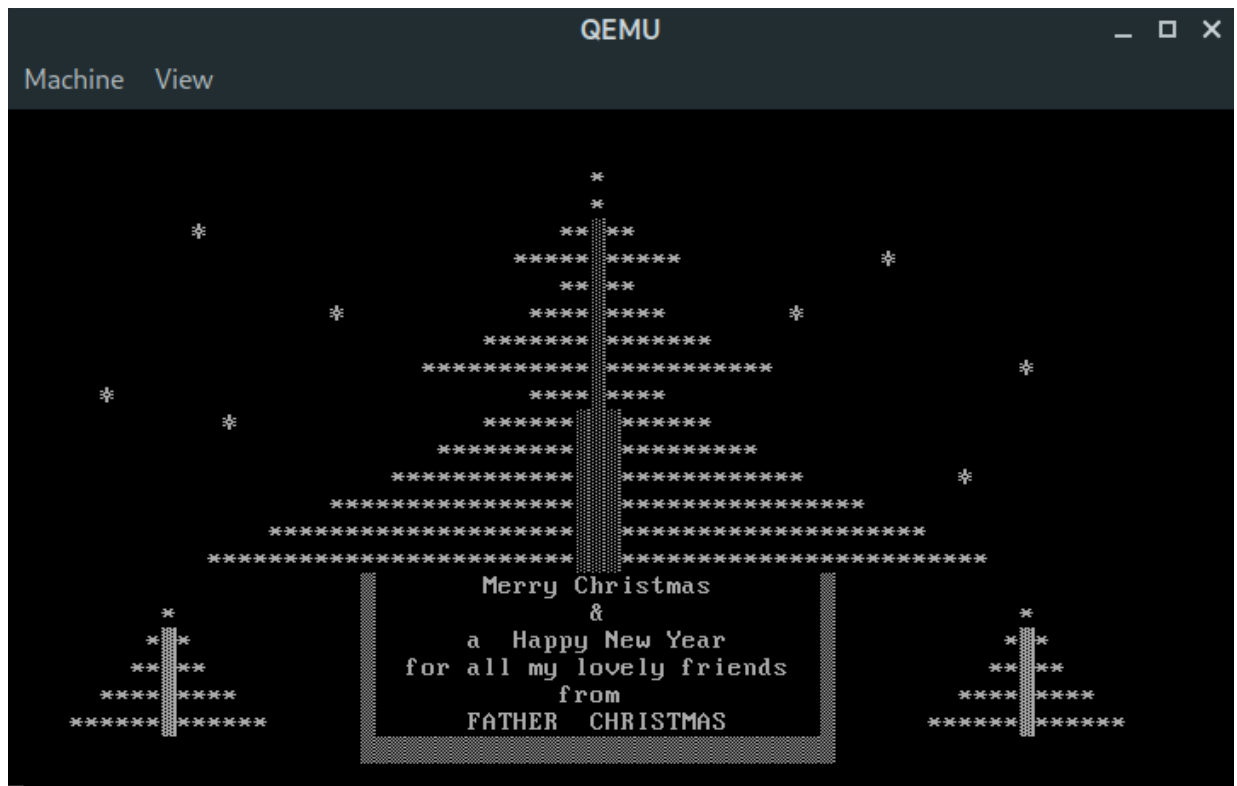 QEMU
Machine View
Merry Christmas
&
a Happy New Year
for all my lovely friends
from
FATHER CHRISTMAS